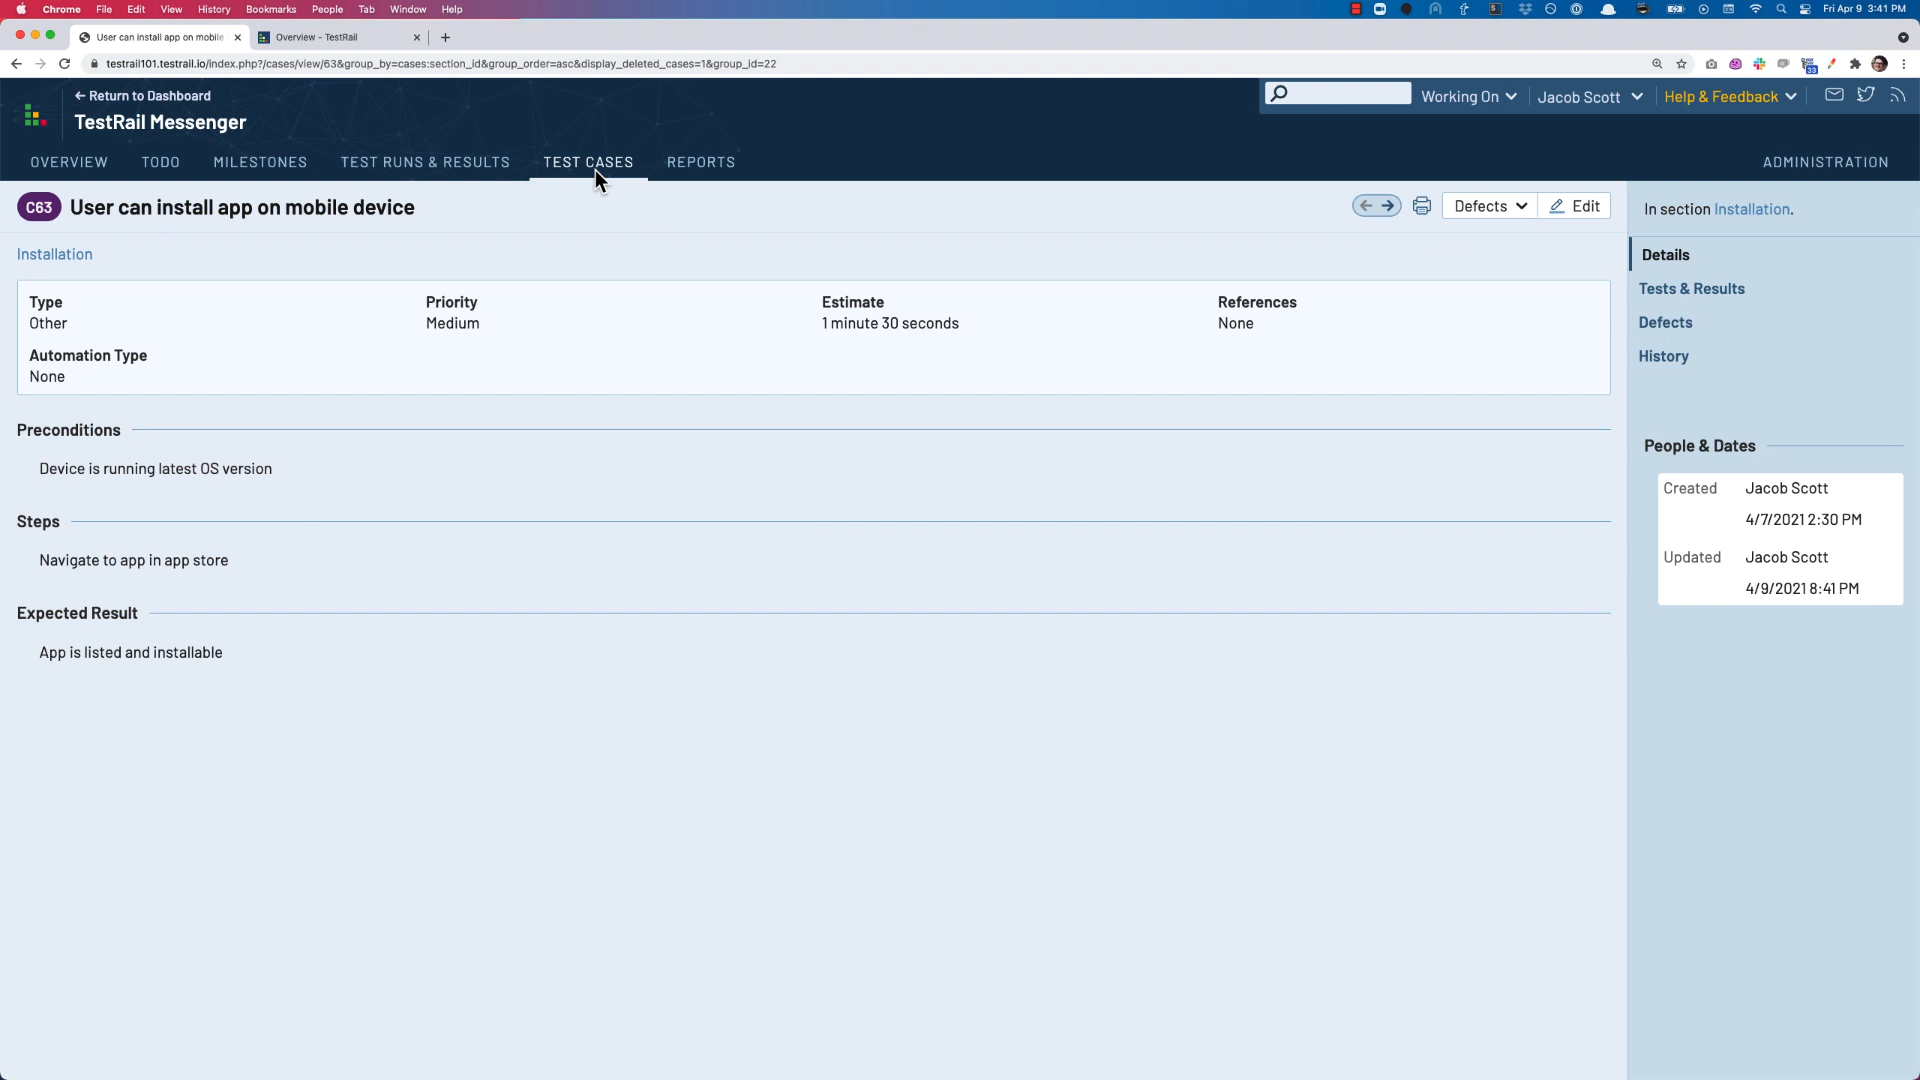 Chrome File Edit View History Bookmarks People Tab Window Help Fri Apr 9 3:41 PM
User can install app on mobile Overview - TestRail
testrail101.testrail.io/index.php?/cases/view/63&group_by=cases:section_id&group_order=asc&display_deleted_cases=1&group_id=22
33
Return to Dashboard
TestRail Messenger
Working On Jacob Scott Help & Feedback
OVERVIEW TODO MILESTONES TEST RUNS & RESULTS TEST CASES REPORTS ADMINISTRATION
C63 User can install app on mobile device
Defects Edit
In section Installation.
Installation
Type Priority Estimate References
Other Medium 1 minute 30 seconds None
Automation Type
None
Preconditions
Device is running latest OS version
Steps
Navigate to app in app store
Expected Result
App is listed and installable
Details
Tests & Results
Defects
History
People & Dates
Created Jacob Scott
4/7/2021 2:30 PM
Updated Jacob Scott
4/9/2021 8:41 PM